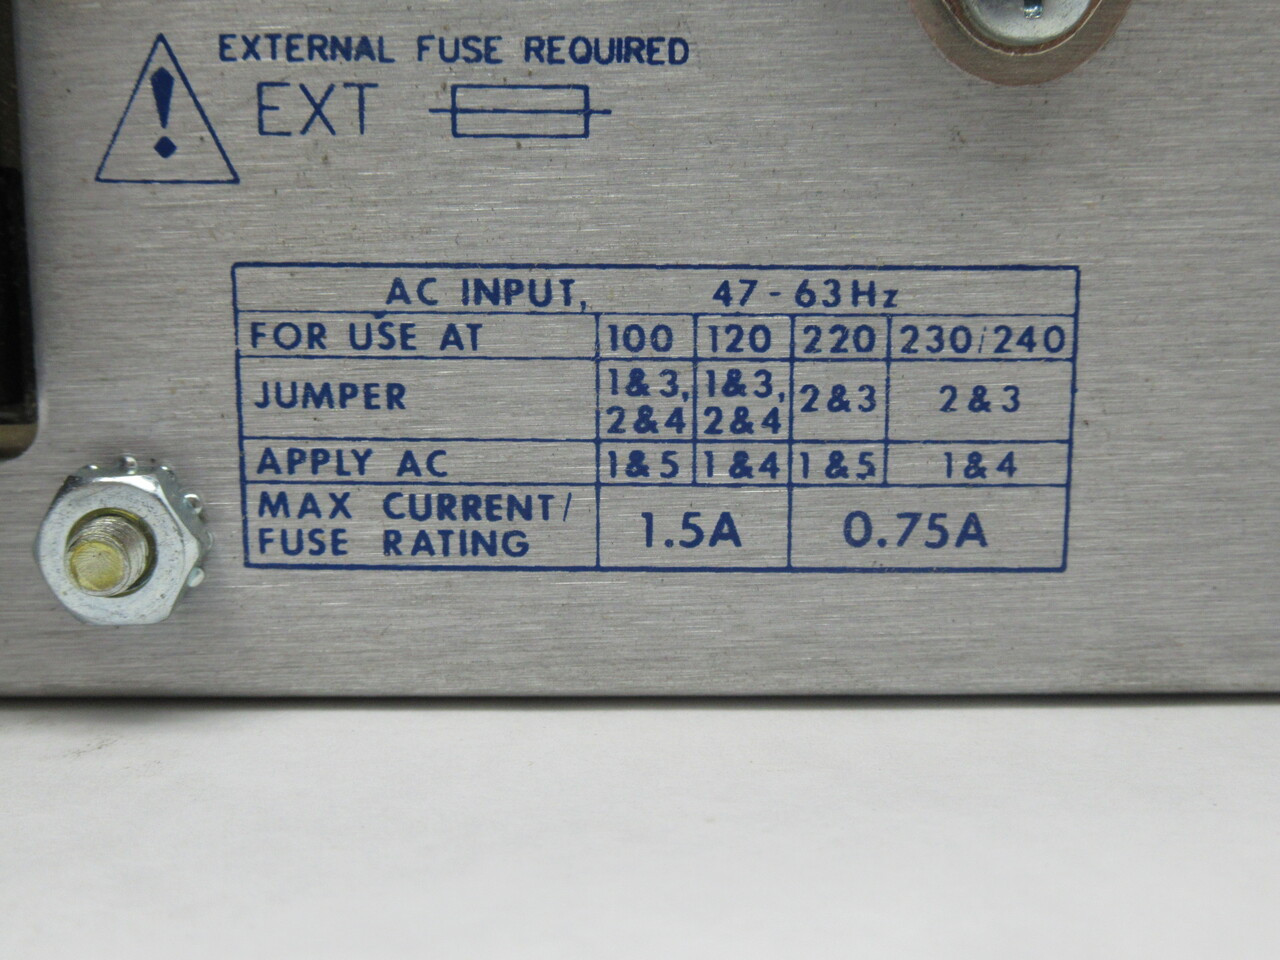 EXTERNAL FUSE REQUIRED
EXT
AC INPUT, 47-63Hz
FOR USE AT 100 120 220 230/240
JUMPER 1&3, 2&4 1&3, 2&4 2&3 2&3
APPLY AC 1&5 1&4 1&5 1&4
MAX CURRENT/
FUSE RATING 1.5A 0.75A